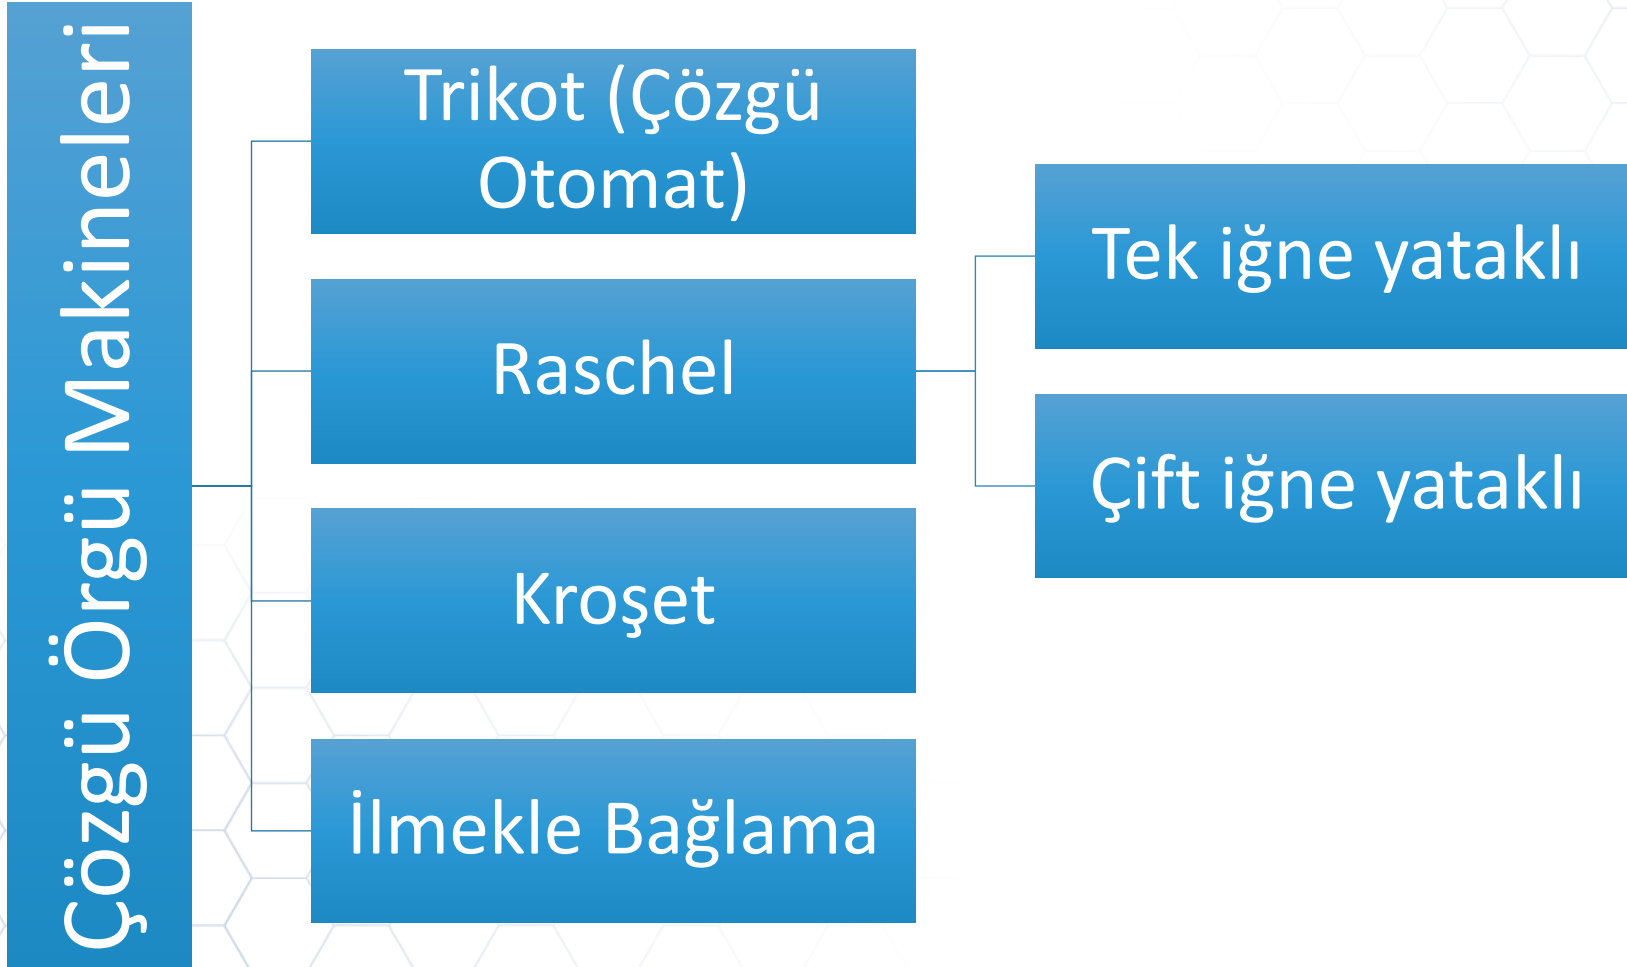 Çözgü Örgü Makineleri
Trikot (Çözgü
Otomat)
Raschel
Tek iğne yataklı
Çift iğne yataklı
Kroşet
İlmekle Bağlama